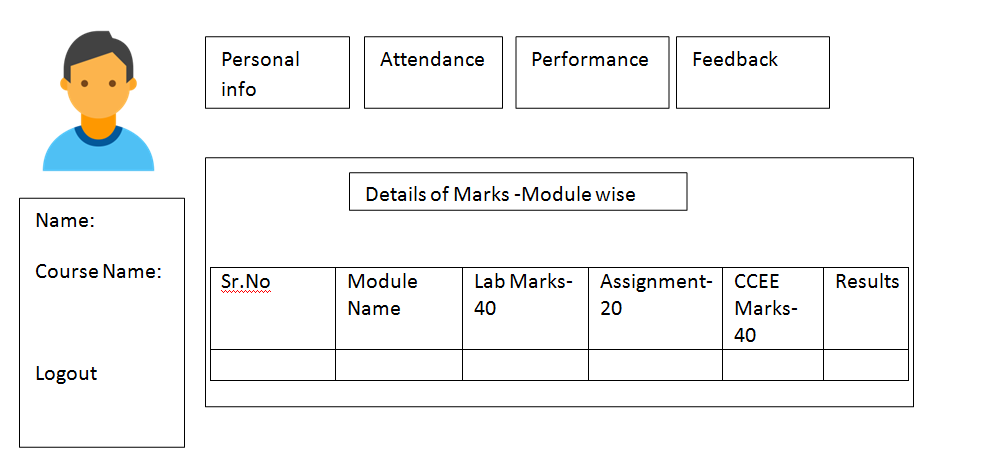 Personal
info
Attendance
Performance
Feedback
Name:
Course Name:
Logout
Details of Marks -Module wise
Sr.No
Module
Name
Lab Marks-
40
Assignment-
20
CCEE
Marks-
40
Results